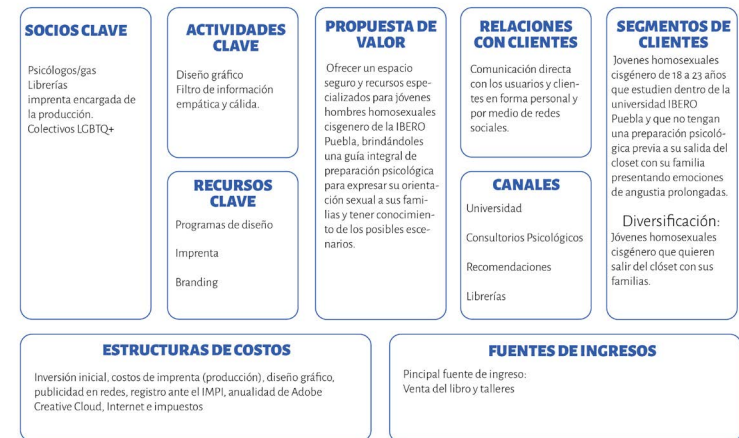 SOCIOS CLAVE
Psicólogos/gas
Librerías
imprenta encargada de
la producción.
Colectivos LGBTQ+
ACTIVIDADES
CLAVE
Diseño gráfico
Filtro de información
empática y cálida.
RECURSOS
CLAVE
Programas de diseño
Imprenta
Branding
PROPUESTA DE
VALOR
Ofrecer un espacio
seguro y recursos espe-
cializados para jóvenes
hombres homosexuales
cisgenero de la IBERO
Puebla, brindándoles
una guía integral de
preparación psicológica
para expresar su orienta-
ción sexual a sus fami-
lias y tener conocimien-
to de los posibles esce-
narios.
RELACIONES
CON CLIENTES
Comunicación directa
con los usuarios y clien-
tes en forma personal y
por medio de redes
sociales.
CANALES
Universidad
Consultorios Psicológicos
Recomendaciones
Librerías
SEGMENTOS DE
CLIENTES
Jovenes homosexuales
cisgénero de 18 a 23 años
que estudien dentro de la
universidad IBERO
Puebla y que no tengan
una preparación psicoló-
gica previa a su salida del
closet con su familia
presentando emociones
de angustia prolongadas.
Diversificación:
Jóvenes homosexuales
cisgénero que quieren
salir del clóset con sus
familias.
ESTRUCTURAS DE COSTOS
Inversión inicial, costos de imprenta (producción), diseño gráfico,
publicidad en redes, registro ante el IMPI, anualidad de Adobe
Creative Cloud, Internet e impuestos
FUENTES DE INGRESOS
Pincipal fuente de ingreso:
Venta del libro y talleres